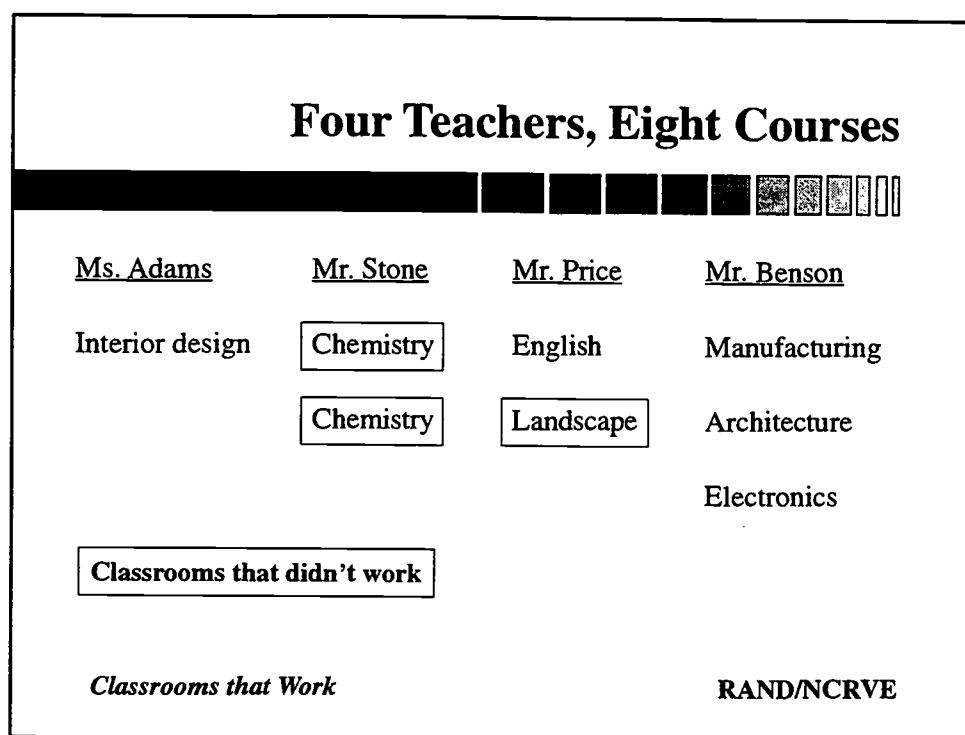 Four Teachers, Eight Courses
Ms. Adams Mr. Stone Mr. Price Mr. Benson
Interior design Chemistry English Manufacturing
Chemistry Landscape Architecture
Electronics
Classrooms that didn't work
Classrooms that Work RAND/NCRVE